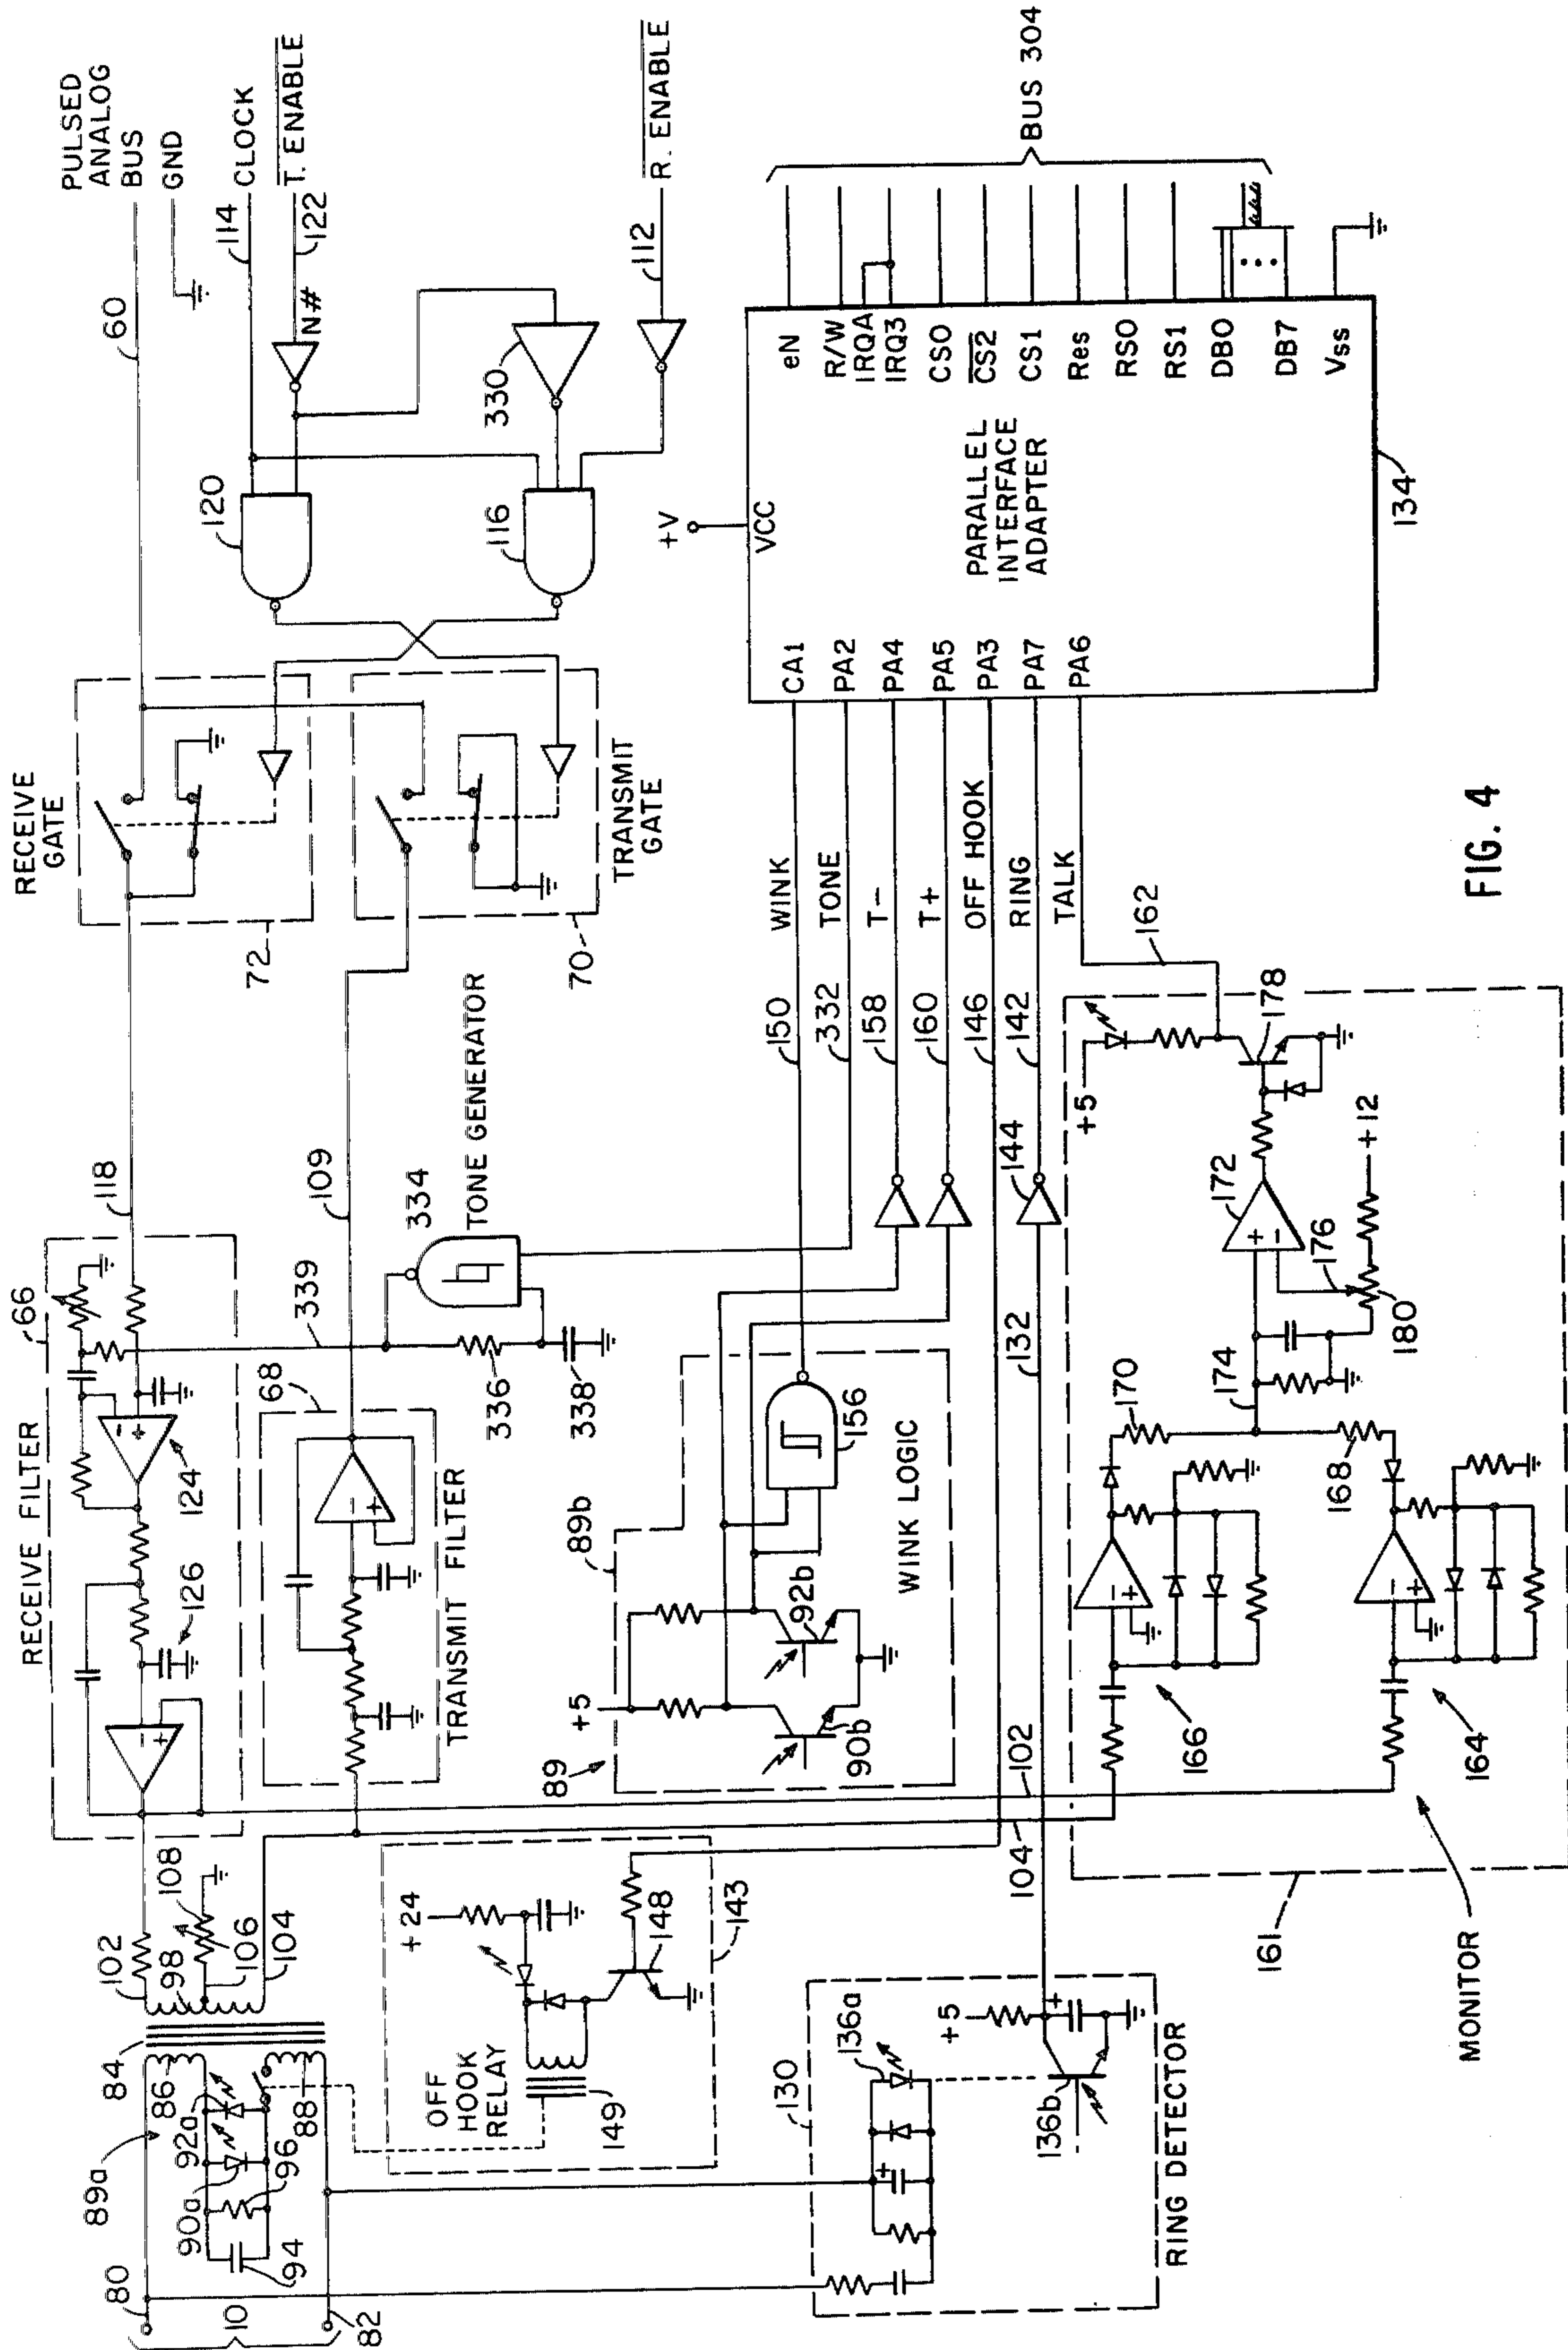 PULSED
ANALOG
BUS
GND
60
114
CLOCK
T. ENABLE
122
N#
R. ENABLE
112
330
120
116
RECEIVE
GATE
72
TRANSMIT
GATE
70
118
109
RECEIVE FILTER
66
124
126
339
334
TONE GENERATOR
336
338
68
TRANSMIT FILTER
102
108
98
106
104
84
86
88
89a
92a
90a
96
94
80
10
82
+24
148
143
OFF
HOOK
RELAY
149
89b
89
+5
90b
92b
156
WINK LOGIC
150
WINK
332
TONE
158
T-
160
T+
146
OFF HOOK
142
RING
TALK
144
132
162
+V
VCC
CA1
PA2
PA4
PA5
PA3
PA7
PA6
PARALLEL
INTERFACE
ADAPTER
eN
R/W
IRQA
IRQ3
CS0
CS2
CS1
Res
RS0
RS1
DB0
DB7
Vss
BUS 304
134
130
136a
+5
136b
RING DETECTOR
102
104
166
164
170
168
174
172
176
180
+12
+5
178
161
MONITOR
FIG. 4